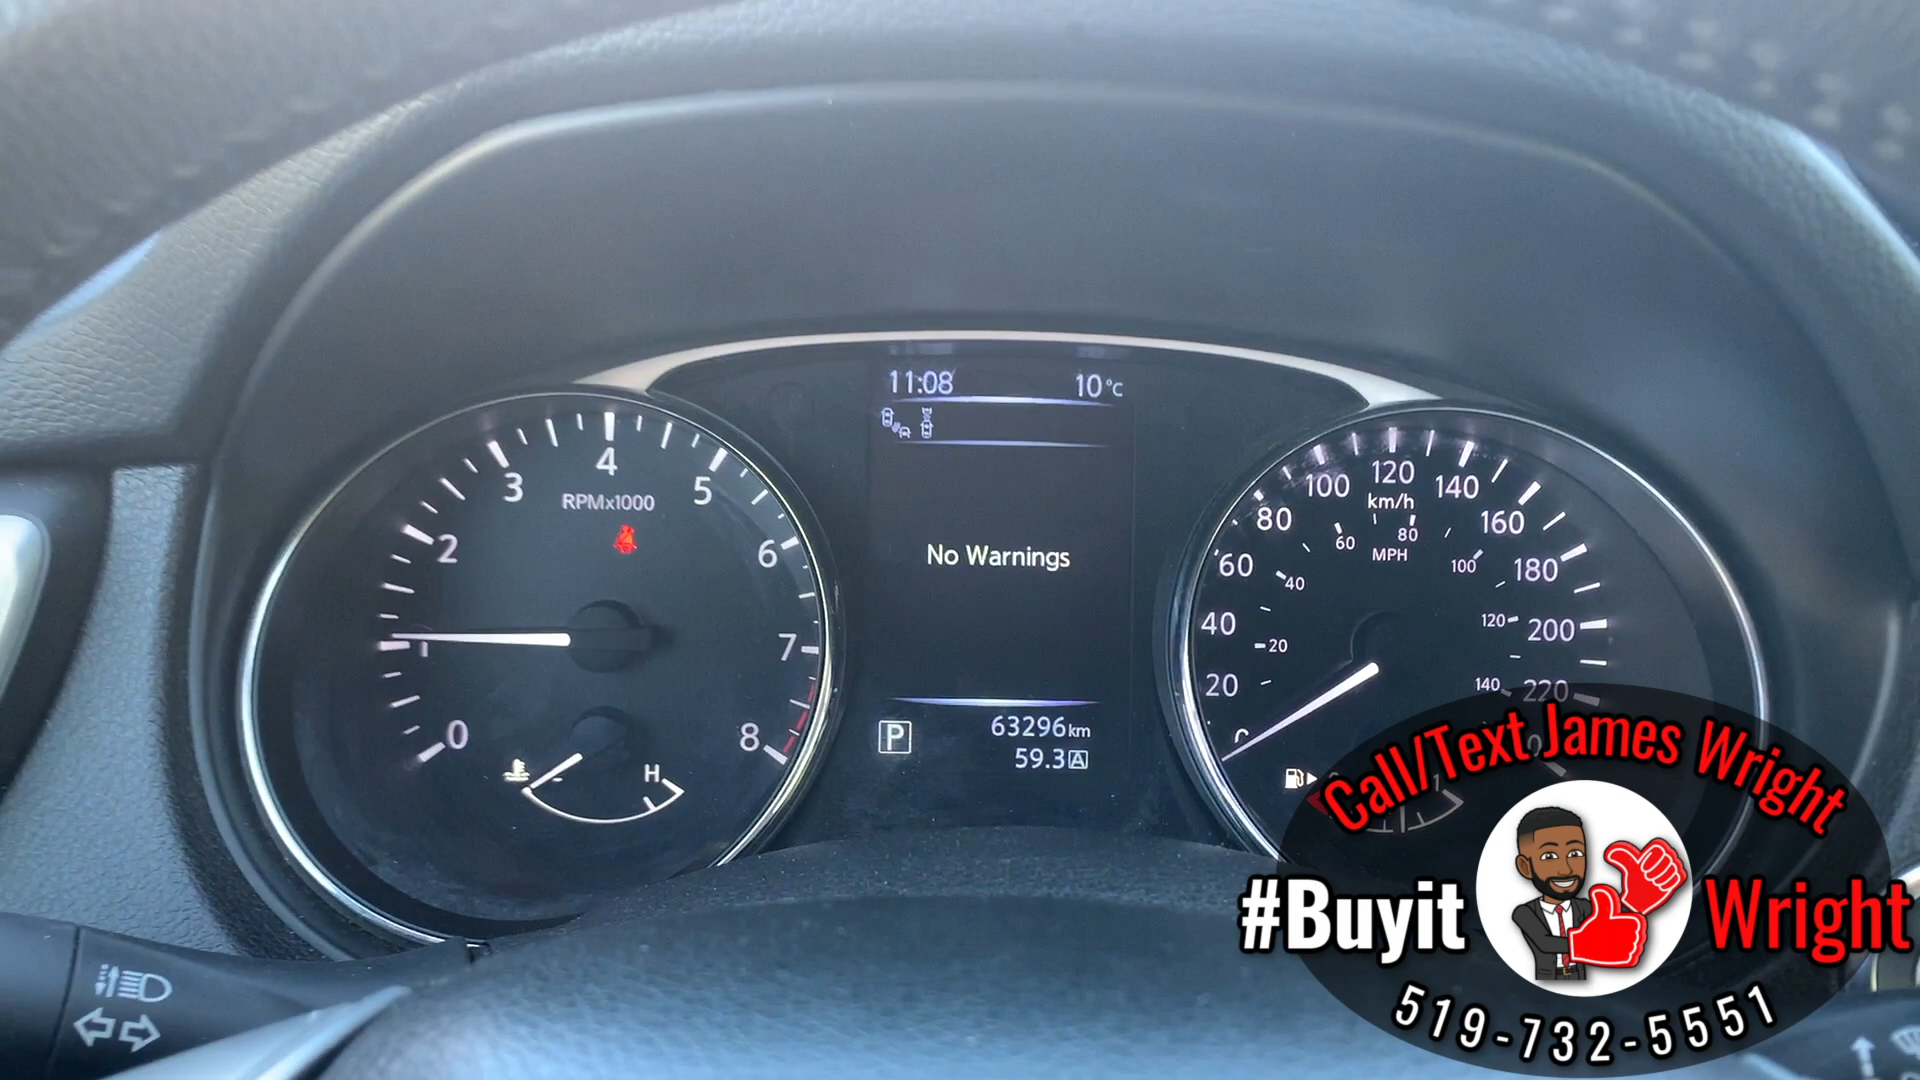 11:08 10°C
No Warnings
P
63296km
59.3A
0 1 2 3 4 5 6 7 8
RPMx1000
H
0 20 40 60 80 100 120 140 160 180 200 220
km/h
20 40 60 80 100 120 140
MPH
1
Call/Text James Wright
#Buyit Wright
519-732-5551